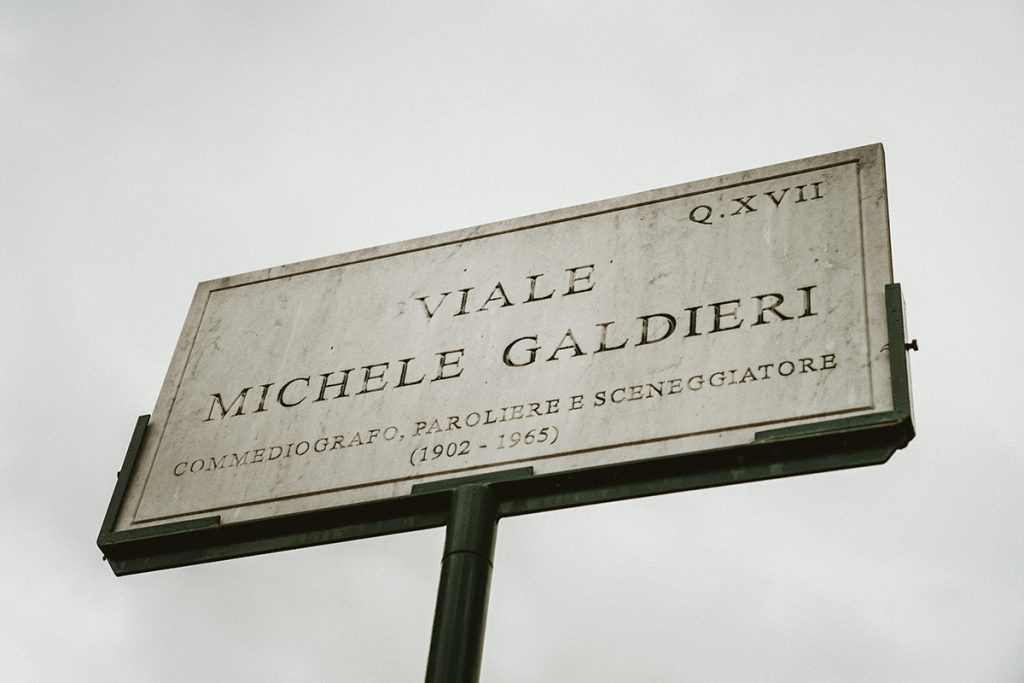 Q.XVII
VIALE
MICHELE GALDIERI
COMMEDIOGRAFO, PAROLIERE E SCENEGGIATORE
(1902 - 1965)